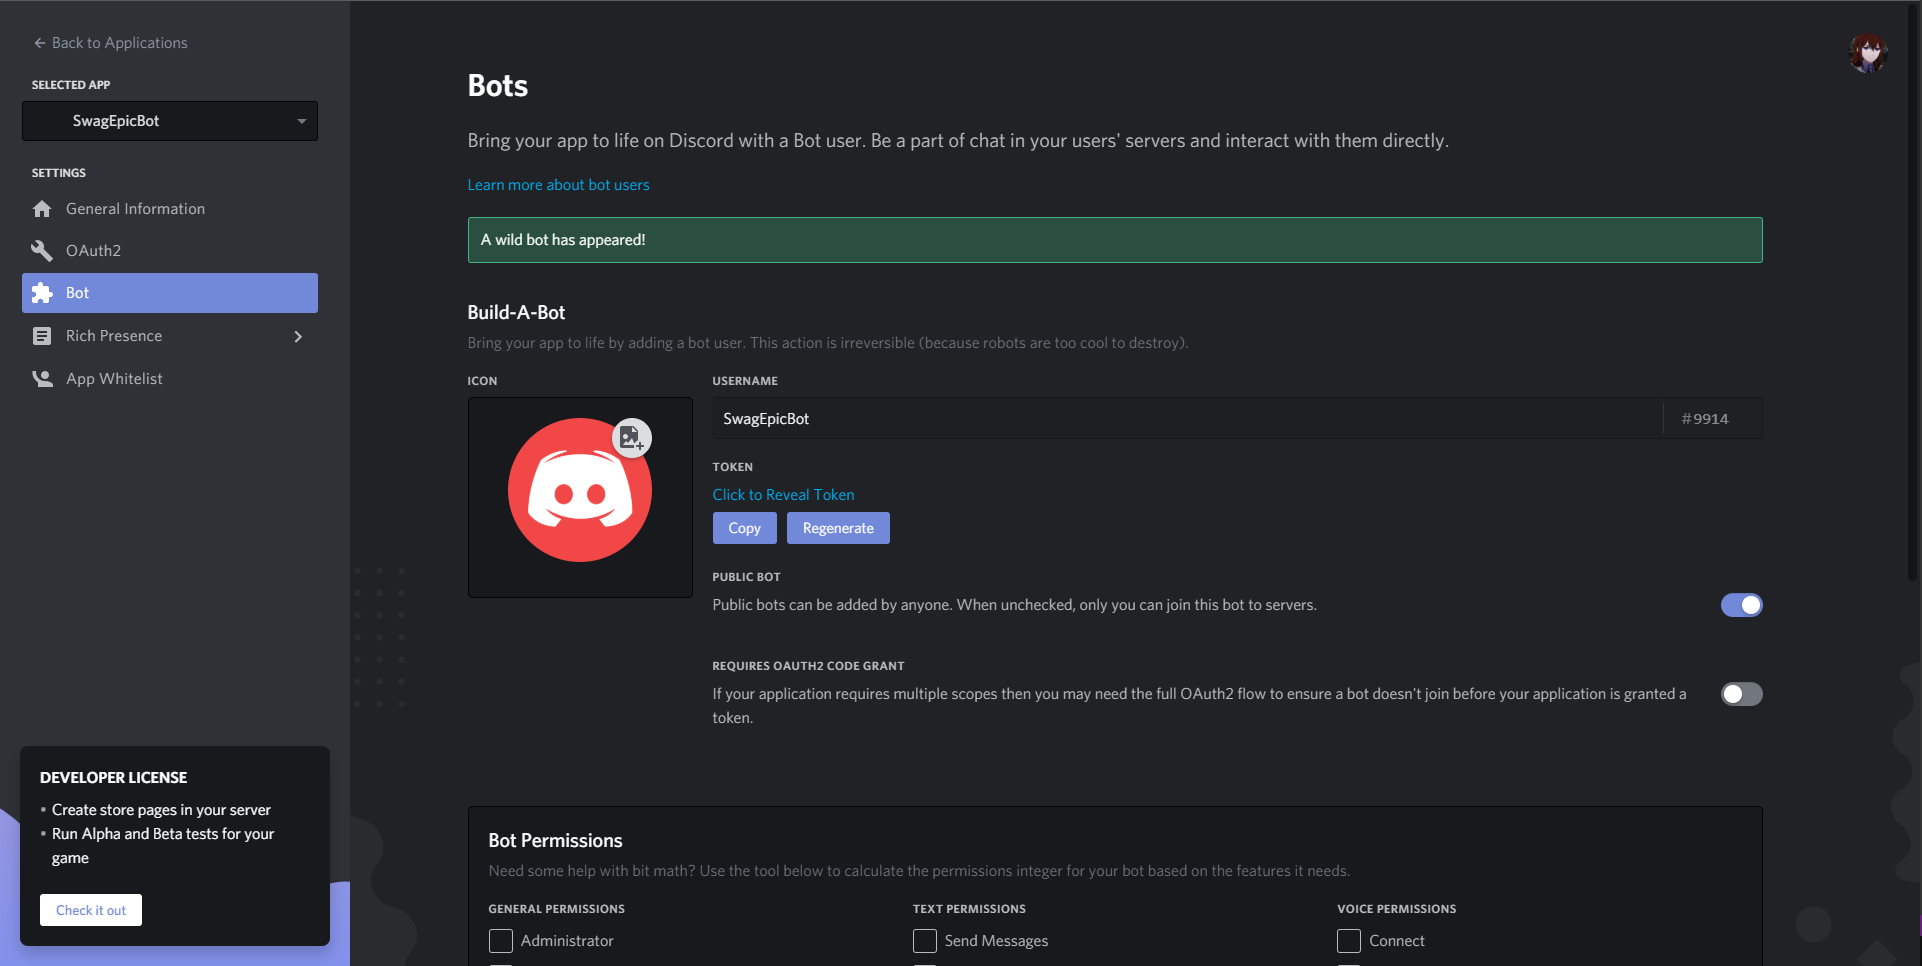 Back to Applications
SELECTED APP
SwagEpicBot
SETTINGS
General Information
OAuth2
Bot
Rich Presence
App Whitelist
DEVELOPER LICENSE
• Create store pages in your server
• Run Alpha and Beta tests for your
game
Check it out
Bots
Bring your app to life on Discord with a Bot user. Be a part of chat in your users' servers and interact with them directly.
Learn more about bot users
A wild bot has appeared!
Build-A-Bot
Bring your app to life by adding a bot user. This action is irreversible (because robots are too cool to destroy).
ICON
USERNAME
SwagEpicBot #9914
TOKEN
Click to Reveal Token
Copy Regenerate
PUBLIC BOT
Public bots can be added by anyone. When unchecked, only you can join this bot to servers.
REQUIRES OAUTH2 CODE GRANT
If your application requires multiple scopes then you may need the full OAuth2 flow to ensure a bot doesn't join before your application is granted a
token.
Bot Permissions
Need some help with bit math? Use the tool below to calculate the permissions integer for your bot based on the features it needs.
GENERAL PERMISSIONS
Administrator
TEXT PERMISSIONS
Send Messages
VOICE PERMISSIONS
Connect